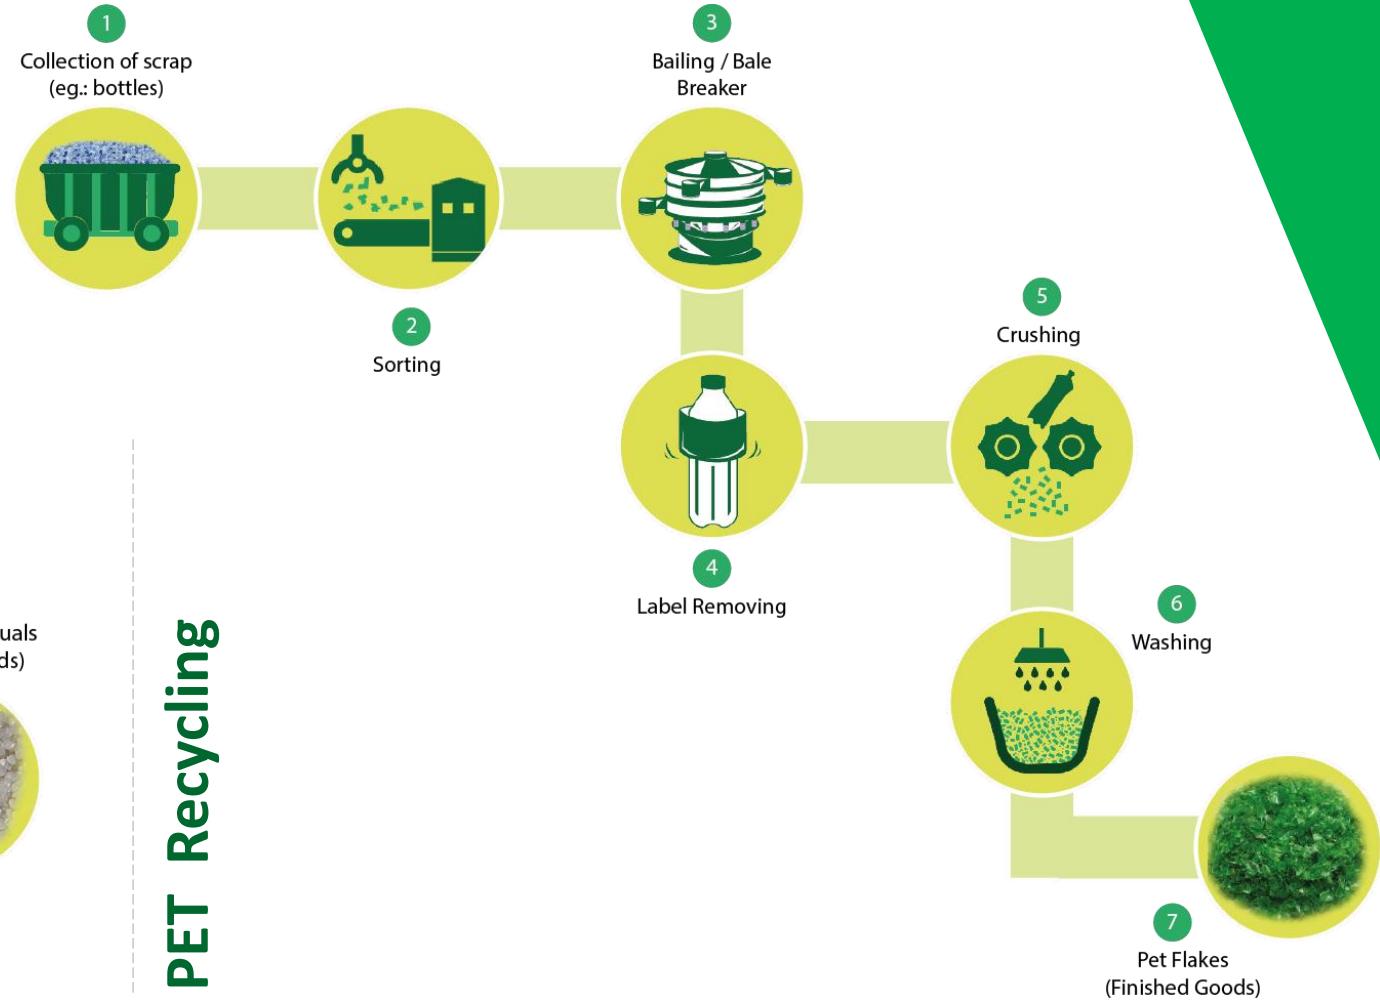 1
Collection of scrap
(eg.: bottles)
2
Sorting
3
Bailing / Bale
Breaker
4
Label Removing
5
Crushing
6
Washing
7
Pet Flakes
(Finished Goods)
PET Recycling